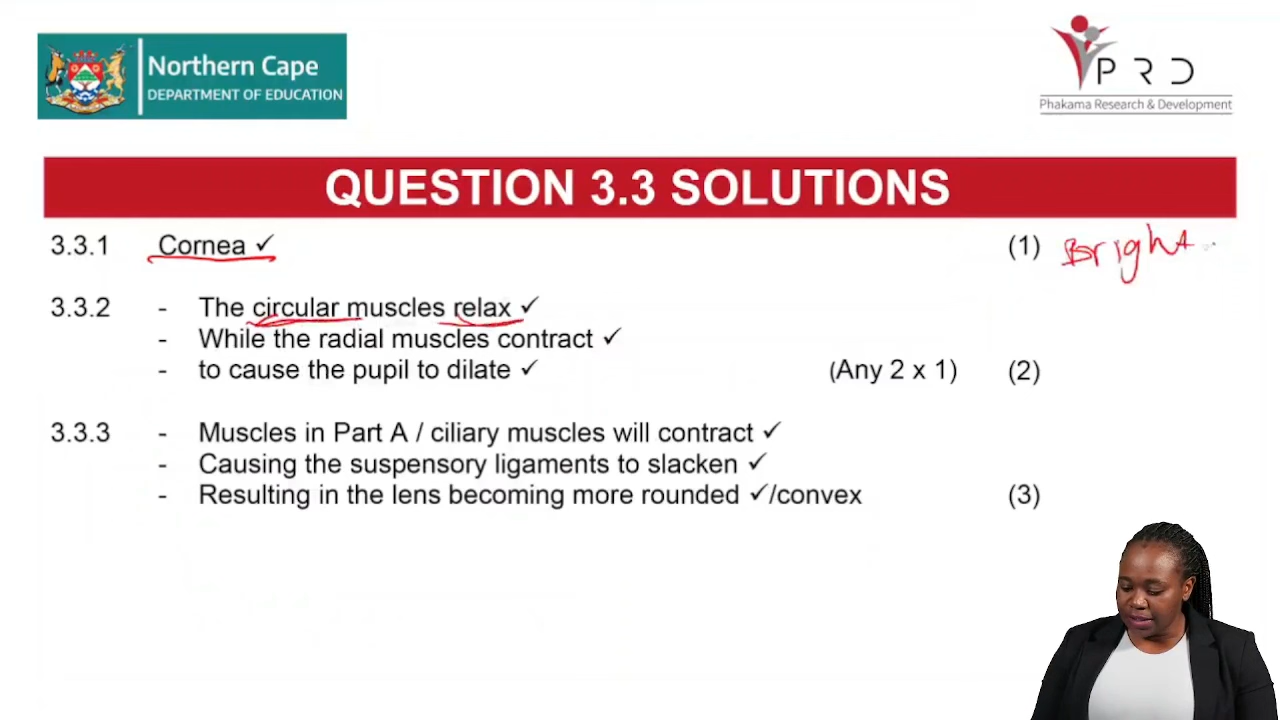 Northern Cape
DEPARTMENT OF EDUCATION
PRD
Phakama Research & Development
QUESTION 3.3 SOLUTIONS
3.3.1 Cornea ✓ (1) Bright
3.3.2 - The circular muscles relax ✓
- While the radial muscles contract ✓
- to cause the pupil to dilate ✓ (Any 2 x 1) (2)
3.3.3 - Muscles in Part A / ciliary muscles will contract ✓
- Causing the suspensory ligaments to slacken ✓
- Resulting in the lens becoming more rounded ✓/convex (3)